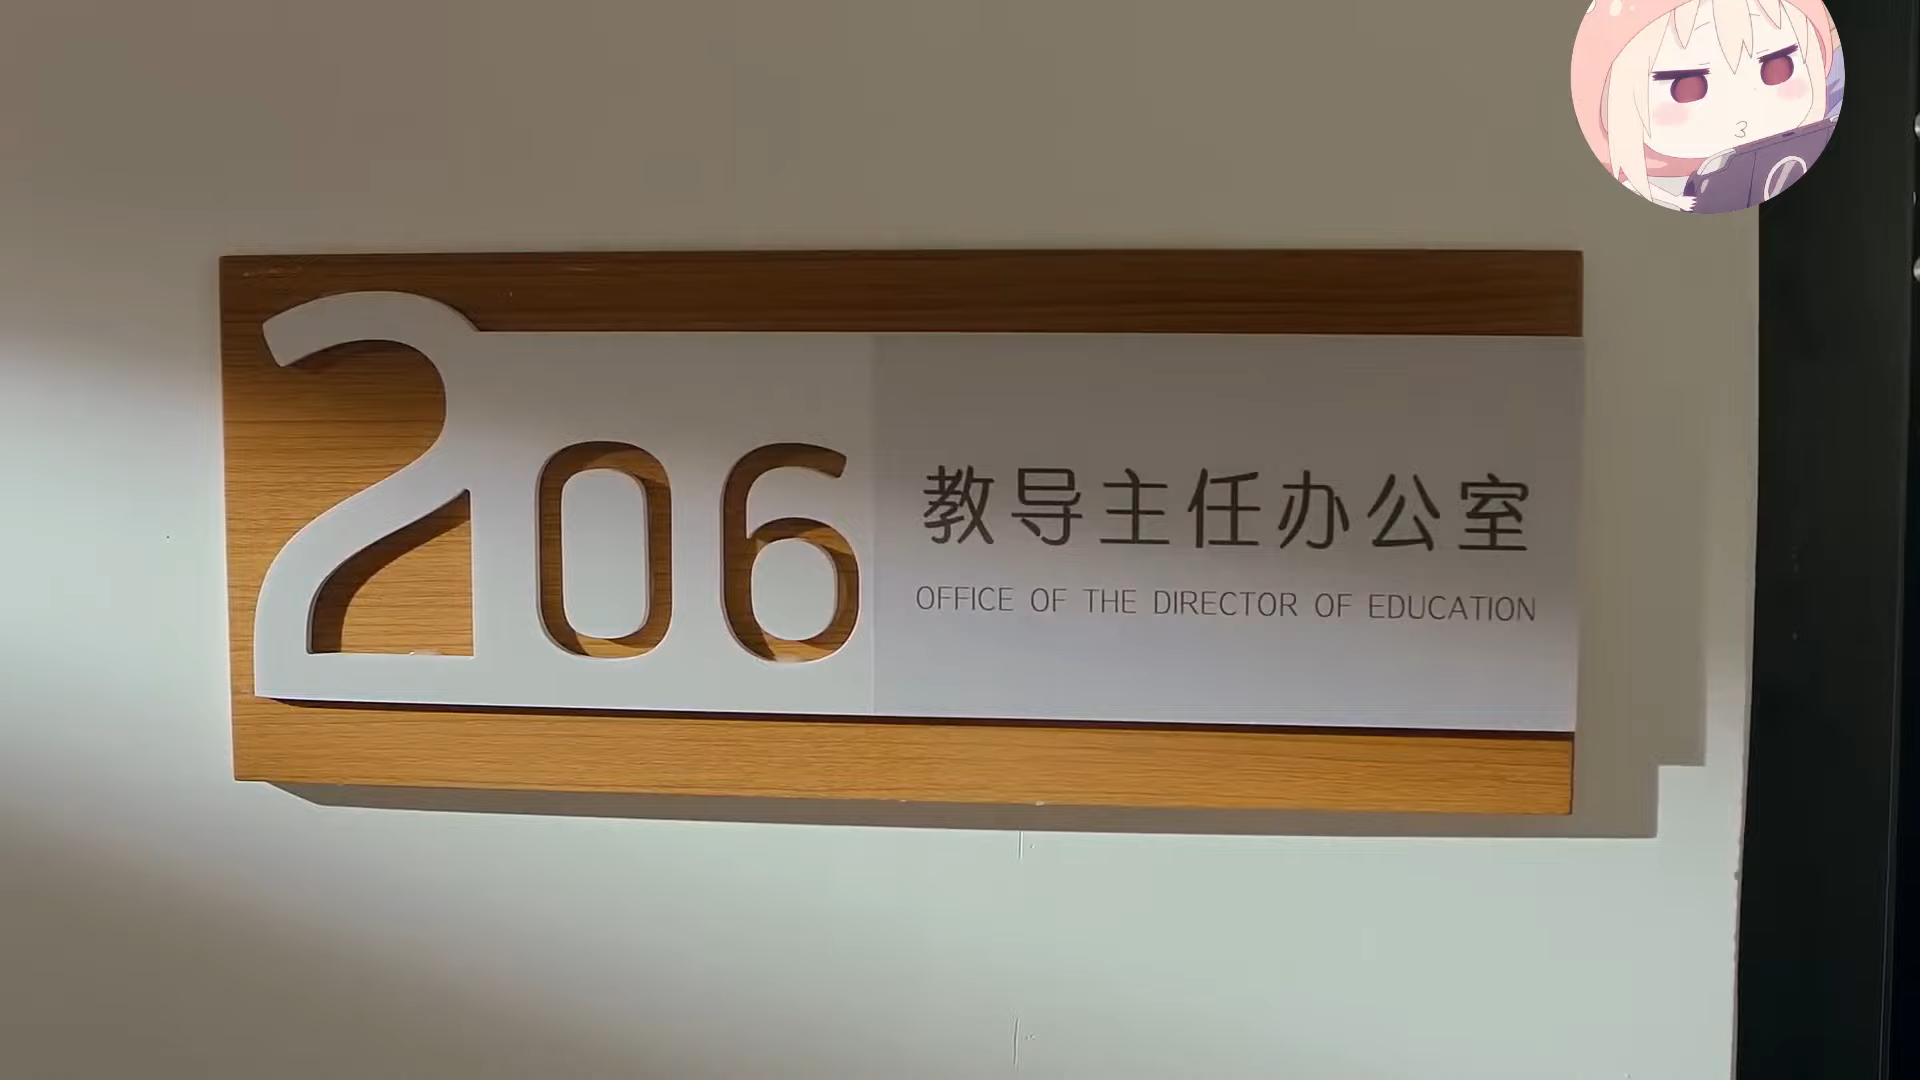 206
教导主任办公室
OFFICE OF THE DIRECTOR OF EDUCATION